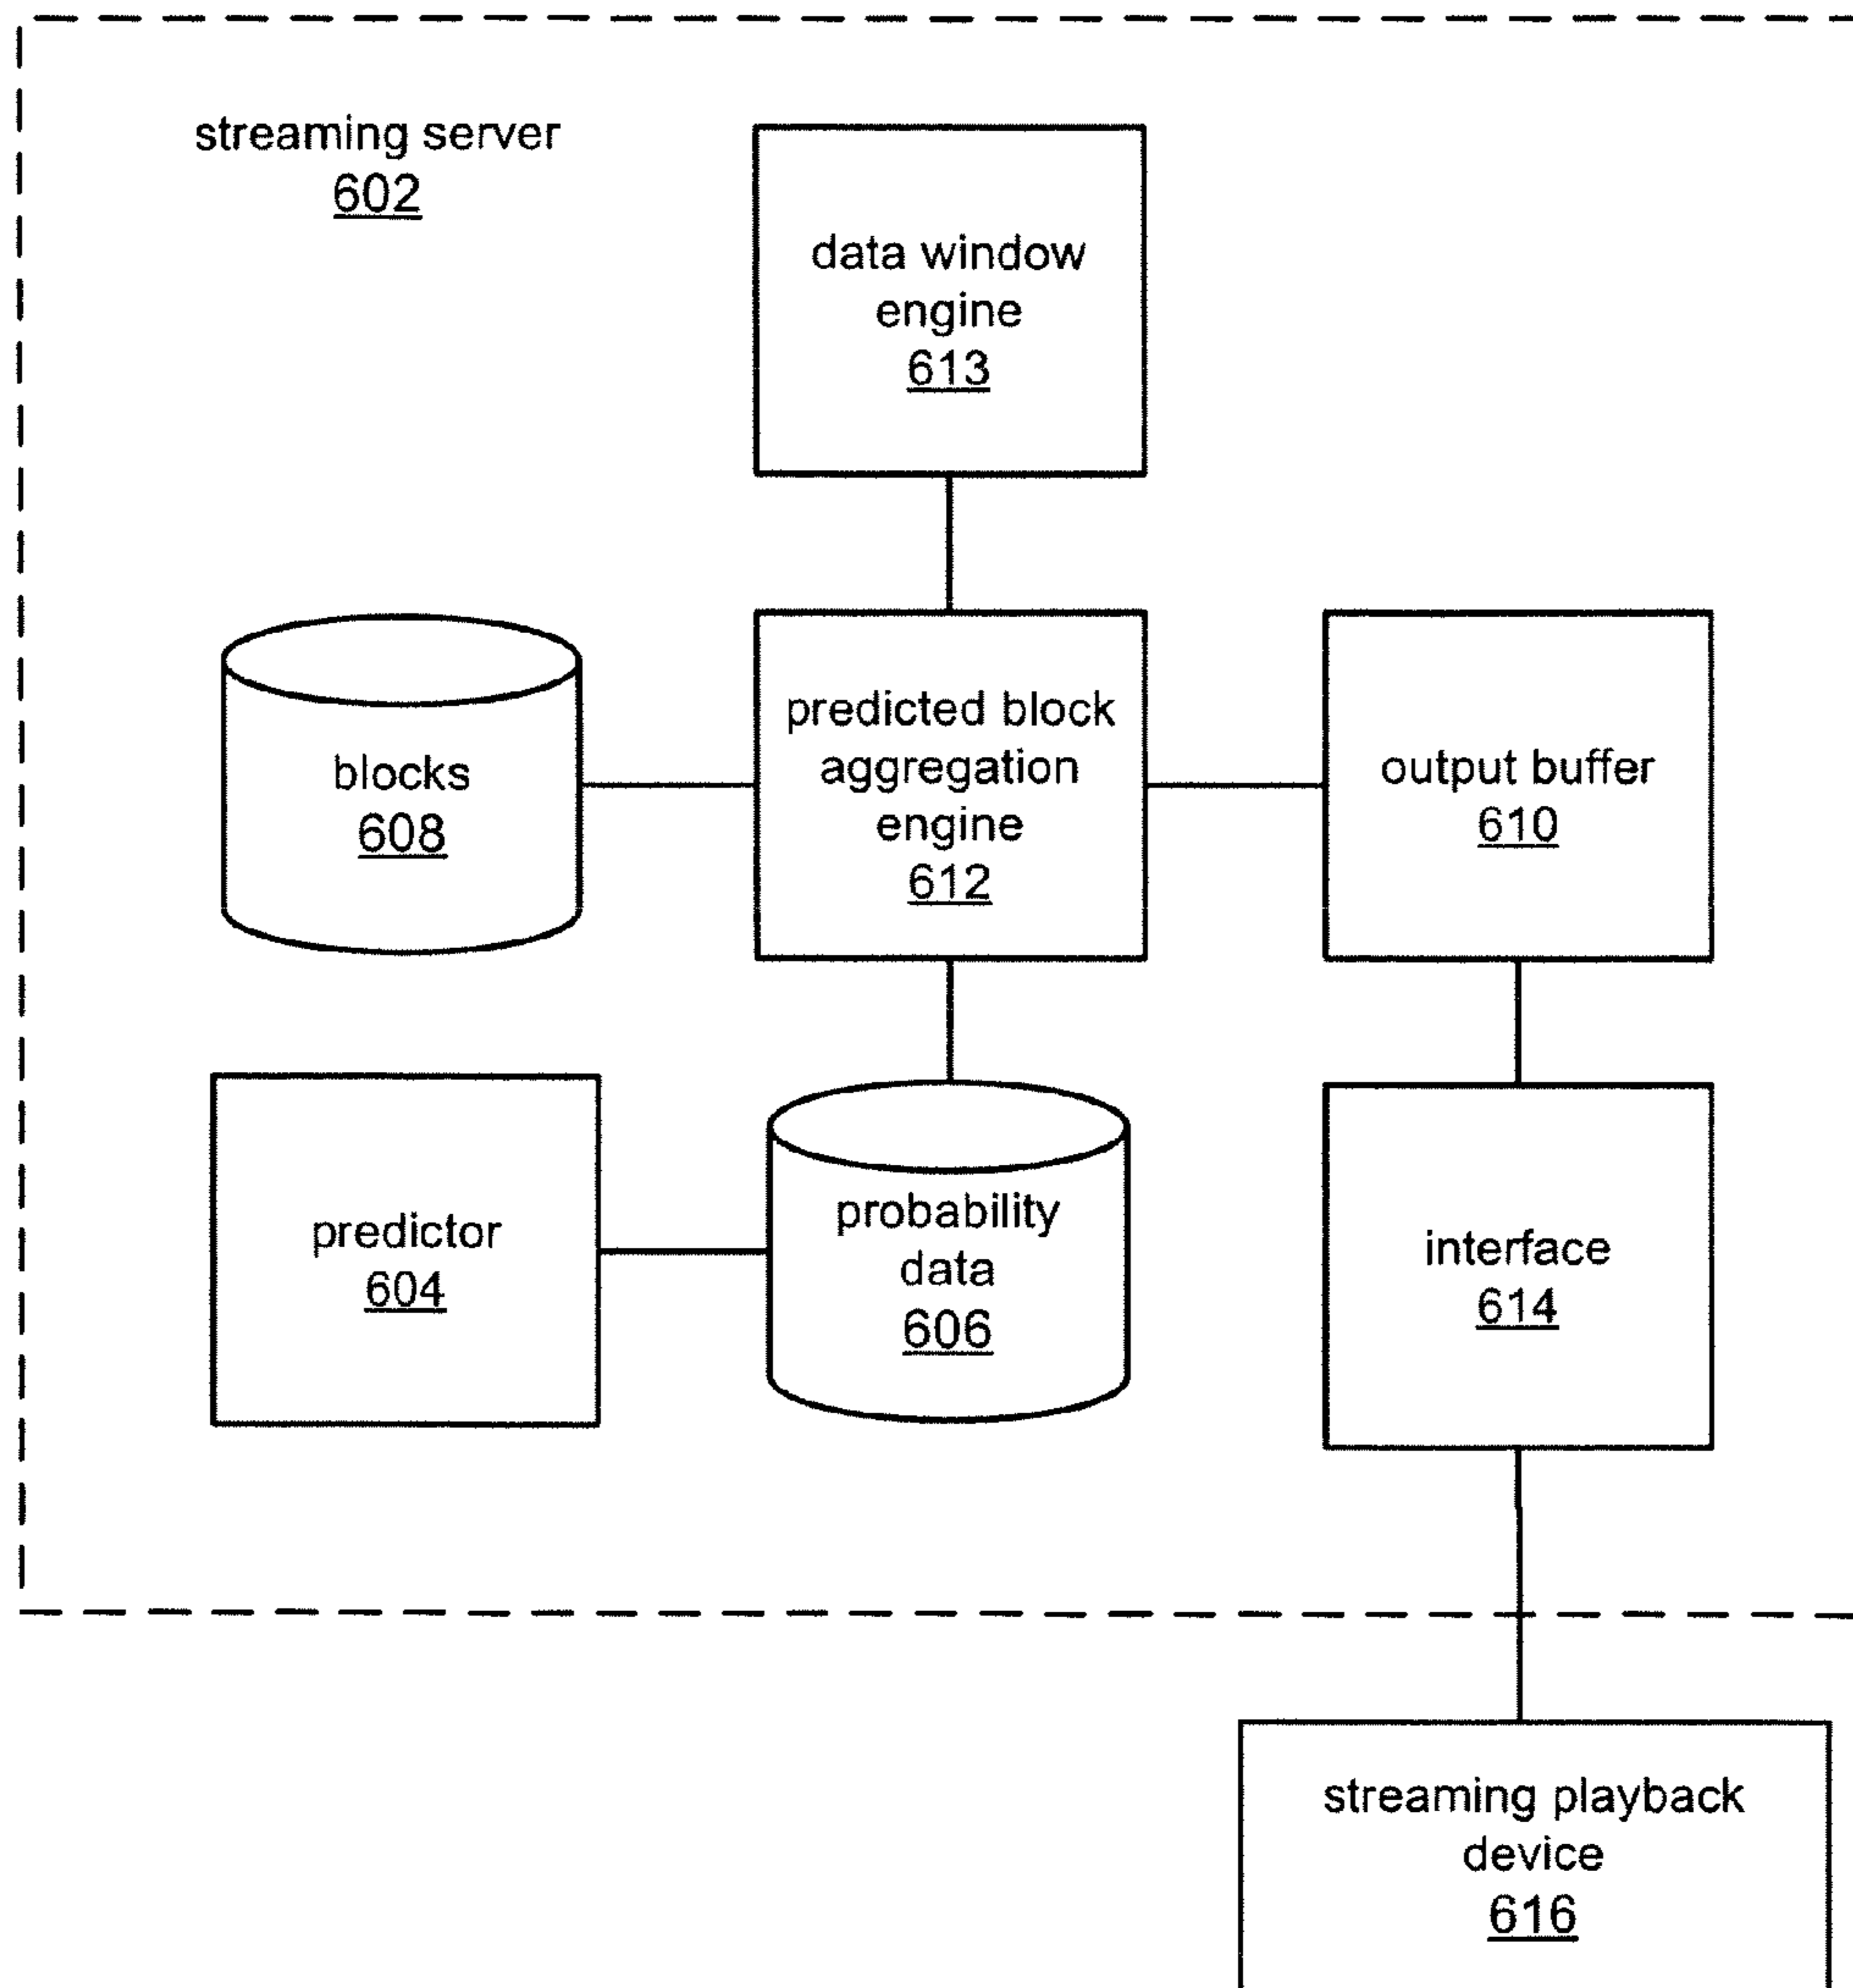 streaming server
602
data window
engine
613
blocks
608
predicted block
aggregation
engine
612
output buffer
610
predictor
604
probability
data
606
interface
614
streaming playback
device
616